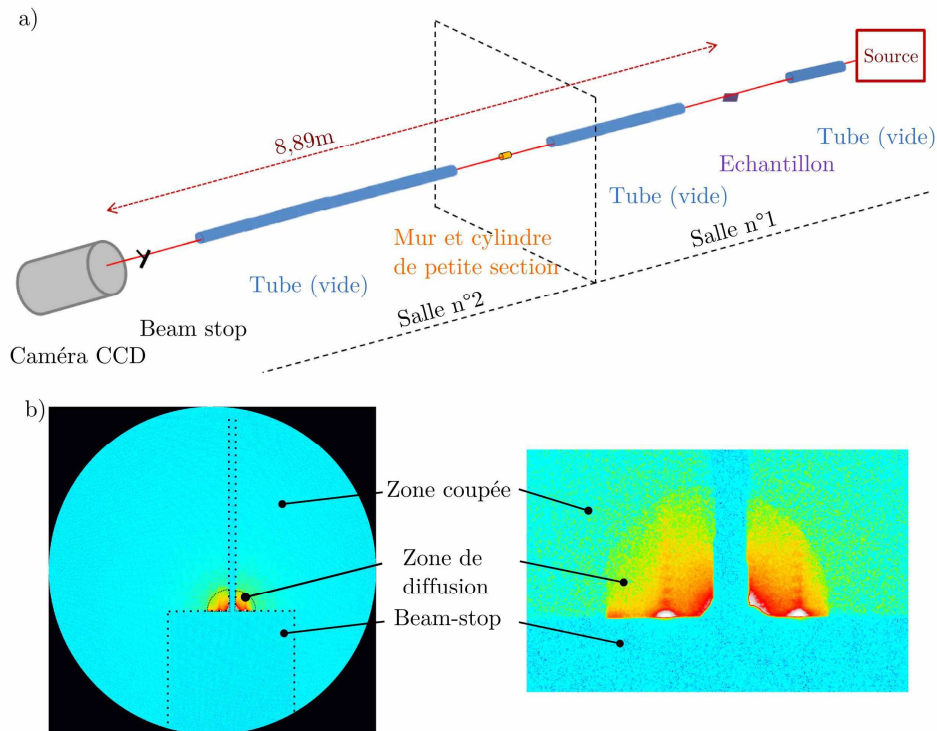 a)
Source
8,89m
Tube (vide)
Echantillon
Tube (vide)
Salle n°1
Mur et cylindre
de petite section
Tube (vide)
Salle n°2
Beam stop
Caméra CCD
b)
Zone coupée
Zone de
diffusion
Beam-stop